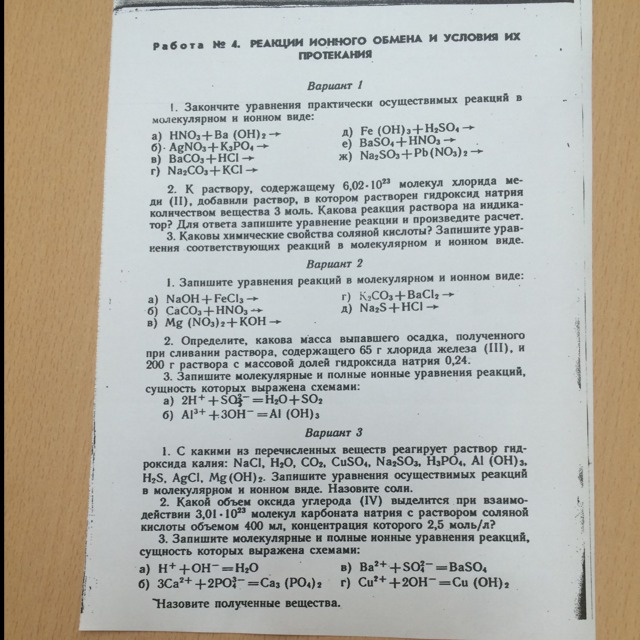 Работа № 4. РЕАКЦИИ ИОННОГО ОБМЕНА И УСЛОВИЯ ИХ
ПРОТЕКАНИЯ
Вариант 1
1. Закончите уравнения практически осуществимых реакций в
молекулярном и ионном виде:
а) HNO₃+Ba (OH)₂→
б) AgNO₃+K₃PO₄→
в) BaCO₃+HCl→
г) Na₂CO₃+KCl→
д) Fe (OH)₃+H₂SO₄→
е) BaSO₄+HNO₃→
ж) Na₂SO₃+Pb(NO₃)₂→
2. К раствору, содержащему 6,02·10²³ молекул хлорида ме-
ди (II), добавили раствор, в котором растворен гидроксид натрия
количеством вещества 3 моль. Какова реакция раствора на индика-
тор? Для ответа запишите уравнение реакции и произведите расчет.
3. Каковы химические свойства соляной кислоты? Запишите урав-
нения соответствующих реакций в молекулярном и ионном виде.
Вариант 2
1. Запишите уравнения реакций в молекулярном и ионном виде:
а) NaOH+FeCl₃→
б) CaCO₃+HNO₃→
в) Mg (NO₃)₂+KOH→
г) K₂CO₃+BaCl₂→
д) Na₂S+HCl→
2. Определите, какова масса выпавшего осадка, полученного
при сливании раствора, содержащего 65 г хлорида железа (III), и
200 г раствора с массовой долей гидроксида натрия 0,24.
3. Запишите молекулярные и полные ионные уравнения реакций,
сущность которых выражена схемами:
а) 2H⁺+SO₃²⁻=H₂O+SO₂
б) Al³⁺+3OH⁻=Al (OH)₃
Вариант 3
1. С какими из перечисленных веществ реагирует раствор гид-
роксида калия: NaCl, H₂O, CO₂, CuSO₄, Na₂SO₃, H₃PO₄, Al (OH)₃,
H₂S, AgCl, Mg(OH)₂. Запишите уравнения осуществимых реакций
в молекулярном и ионном виде. Назовите соли.
2. Какой объем оксида углерода (IV) выделится при взаимо-
действии 3,01·10²³ молекул карбоната натрия с раствором соляной
кислоты объемом 400 мл, концентрация которого 2,5 моль/л?
3. Запишите молекулярные и полные ионные уравнения реакций,
сущность которых выражена схемами:
а) H⁺+OH⁻=H₂O
б) 3Ca²⁺+2PO₄³⁻=Ca₃ (PO₄)₂
в) Ba²⁺+SO₄²⁻=BaSO₄
г) Cu²⁺+2OH⁻=Cu (OH)₂
Назовите полученные вещества.